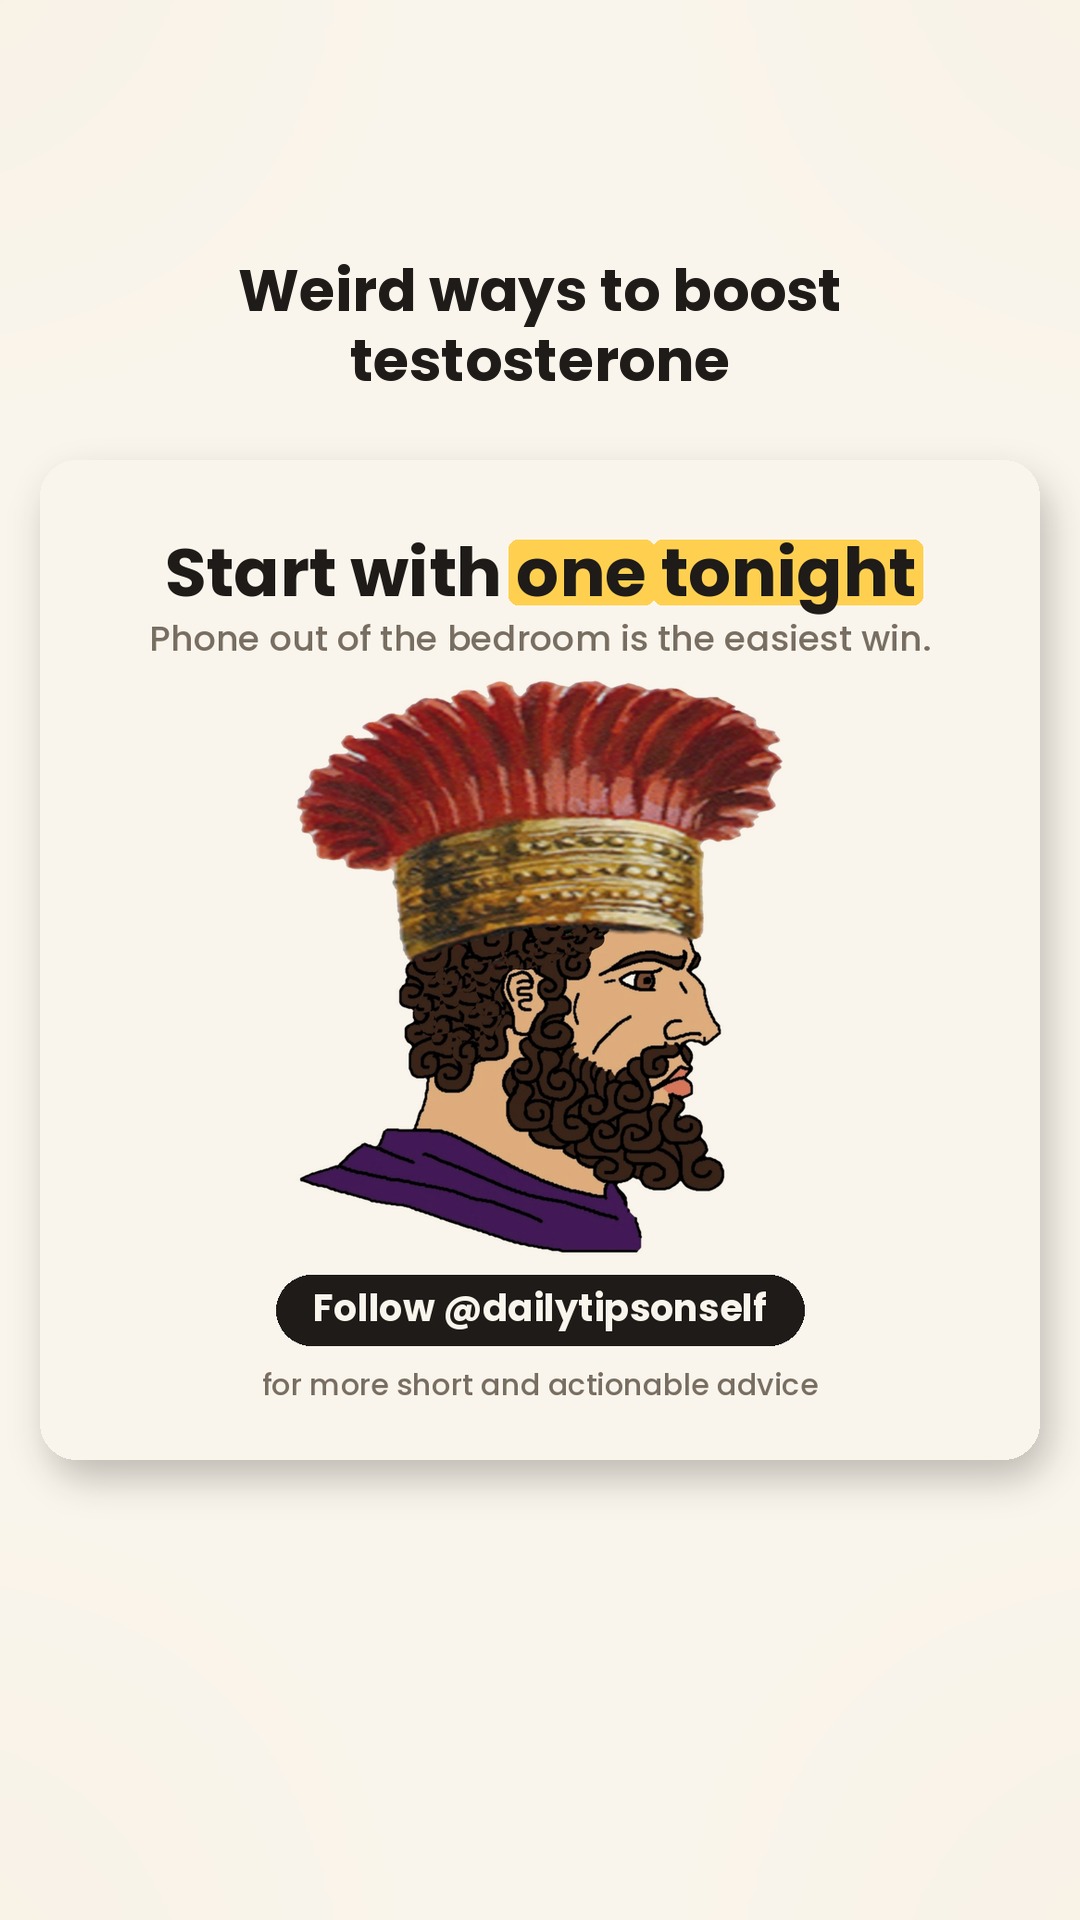 Weird ways to boost
testosterone
Start with one tonight
Phone out of the bedroom is the easiest win.
Follow @dailytipsonself
for more short and actionable advice